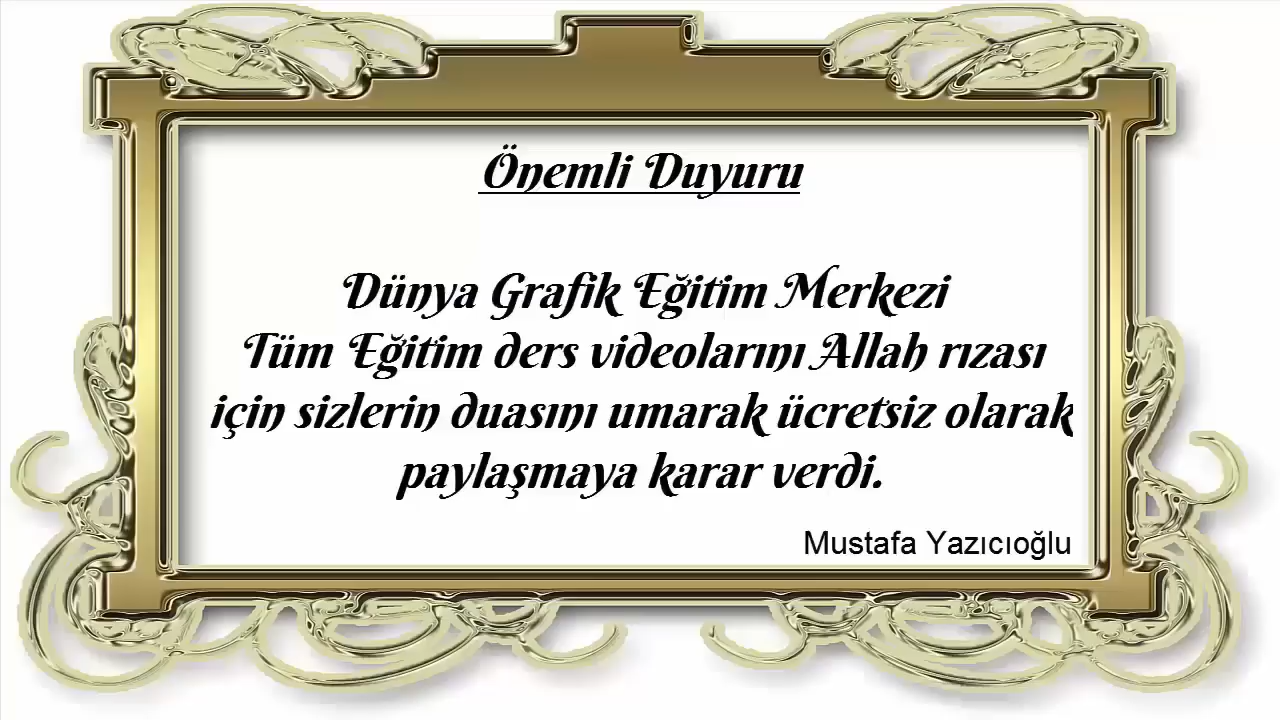 Önemli Duyuru
Dünya Grafik Eğitim Merkezi
Tüm Eğitim ders videolarını Allah rızası
için sizlerin duasını umarak ücretsiz olarak
paylaşmaya karar verdi.
Mustafa Yazıcıoğlu